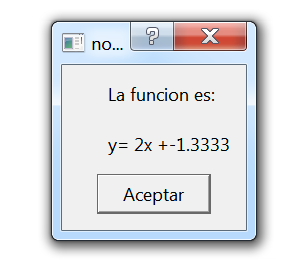 no...
La funcion es:
y= 2x +-1.3333
Aceptar